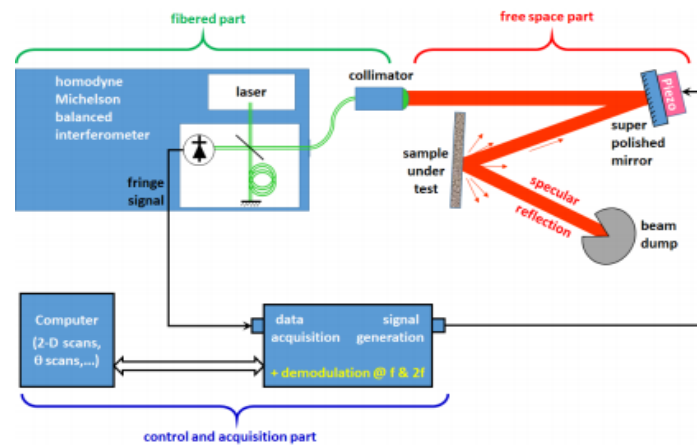 fibered part
free space part
homodyne
Michelson
balanced
interferometer
laser
collimator
Piezo
super
polished
mirror
sample
under
test
fringe
signal
specular
reflection
beam
dump
Computer
(2-D scans,
θ scans,...)
data
acquisition
signal
generation
+ demodulation @ f & 2f
control and acquisition part